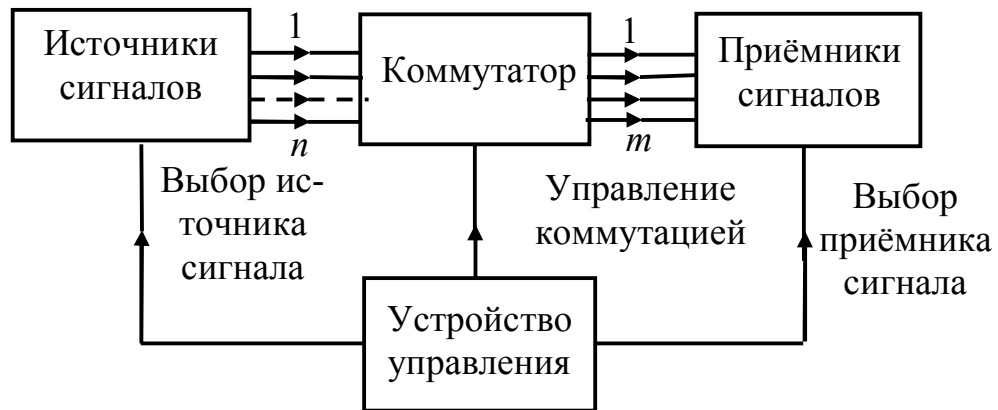 Источники
сигналов
1
n
Коммутатор
1
m
Приёмники
сигналов
Выбор ис-
точника
сигнала
Управление
коммутацией
Выбор
приёмника
сигнала
Устройство
управления